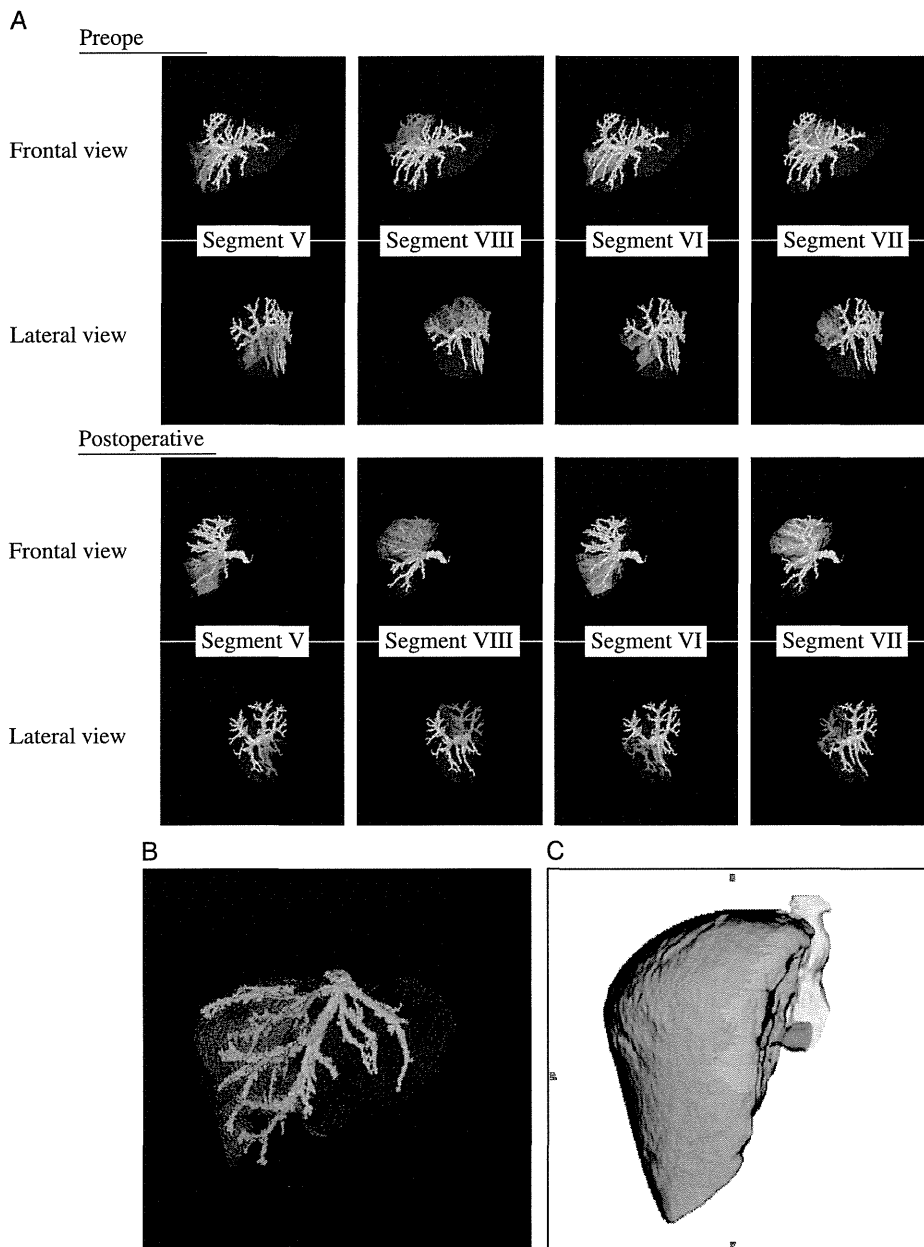 A
Preope
Frontal view
Segment V
Segment VIII
Segment VI
Segment VII
Lateral view
Postoperative
Frontal view
Segment V
Segment VIII
Segment VI
Segment VII
Lateral view
B
C